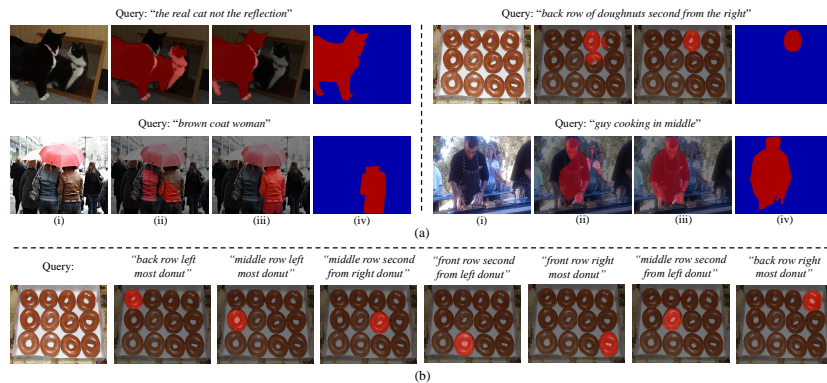 Query: “the real cat not the reflection”
Query: “back row of doughnuts second from the right”
Query: “brown coat woman”
Query: “guy cooking in middle”
(i) (ii) (iii) (iv) (i) (ii) (iii) (iv)
(a)
Query:
“back row left
most donut”
“middle row left
most donut”
“middle row second
from right donut”
“front row second
from left donut”
“front row right
most donut”
“middle row second
from left donut”
“back row right
most donut”
(b)